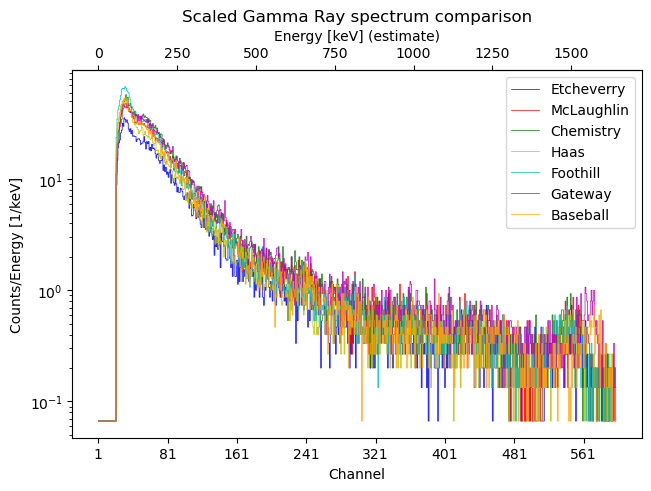 Scaled Gamma Ray spectrum comparison
Energy [keV] (estimate)
0 250 500 750 1000 1250 1500
Etcheverry
McLaughlin
Chemistry
Haas
Foothill
Gateway
Baseball
Counts/Energy [1/keV]
10¹
10⁰
10⁻¹
1 81 161 241 321 401 481 561
Channel